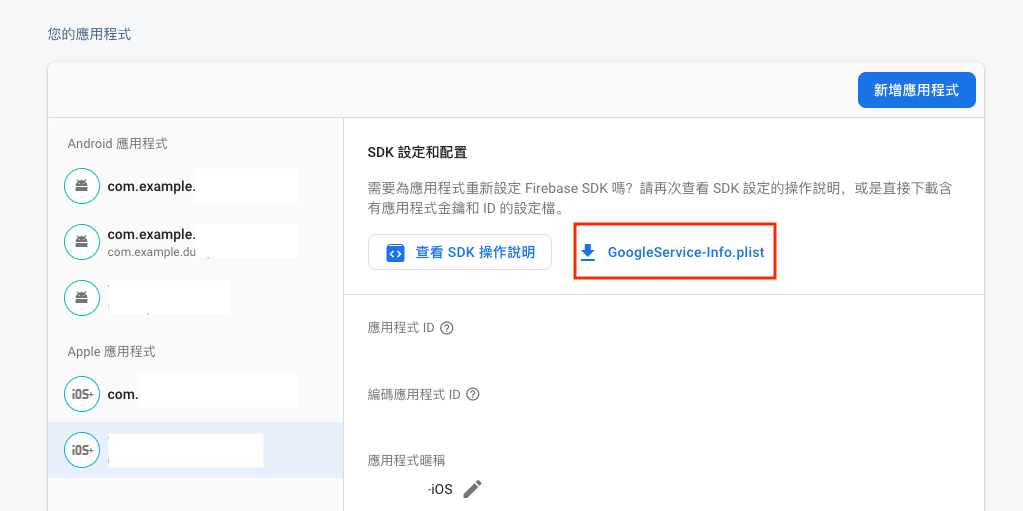 您的應用程式
新增應用程式
Android 應用程式
com.example.
com.example.
com.example.du
Apple 應用程式
iOS+
com.
iOS+
SDK 設定和配置
需要為應用程式重新設定 Firebase SDK 嗎？請再次查看 SDK 設定的操作說明，或是直接下載含
有應用程式金鑰和 ID 的設定檔。
查看 SDK 操作說明
GoogleService-Info.plist
應用程式 ID
編碼應用程式 ID
應用程式暱稱
-iOS